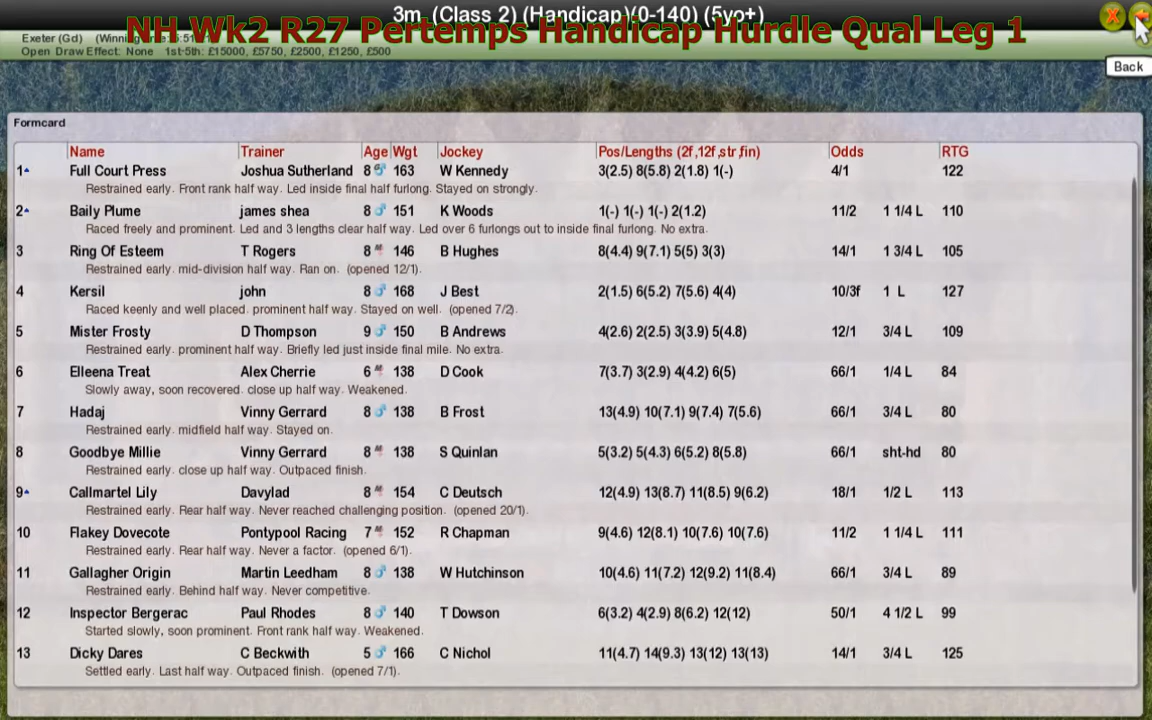 3m (Class 2) (Handicap)(0-140) (5yo+)
NH Wk2 R27 Pertemps Handicap Hurdle Qual Leg 1
Exeter (Gd) (Winning
Open Draw Effect: None 1st-5th: £15000, £5750, £2500, £1250, £500
Back
Formcard
Name Trainer Age Wgt Jockey Pos/Lengths (2f,12f,str,fin) Odds RTG
1 Full Court Press Joshua Sutherland 8 163 W Kennedy 3(2.5) 8(5.8) 2(1.8) 1(-) 4/1 122
Restrained early. Front rank half way. Led inside final half furlong. Stayed on strongly.
2 Baily Plume james shea 8 151 K Woods 1(-) 1(-) 1(-) 2(1.2) 11/2 1 1/4 L 110
Raced freely and prominent. Led and 3 lengths clear half way. Led over 6 furlongs out to inside final furlong. No extra.
3 Ring Of Esteem T Rogers 8 146 B Hughes 8(4.4) 9(7.1) 5(5) 3(3) 14/1 1 3/4 L 105
Restrained early. mid-division half way. Ran on. (opened 12/1).
4 Kersil john 8 168 J Best 2(1.5) 6(5.2) 7(5.6) 4(4) 10/3f 1 L 127
Raced keenly and well placed. prominent half way. Stayed on well. (opened 7/2).
5 Mister Frosty D Thompson 9 150 B Andrews 4(2.6) 2(2.5) 3(3.9) 5(4.8) 12/1 3/4 L 109
Restrained early. prominent half way. Briefly led just inside final mile. No extra.
6 Elleena Treat Alex Cherrie 6 138 D Cook 7(3.7) 3(2.9) 4(4.2) 6(5) 66/1 1/4 L 84
Slowly away, soon recovered. close up half way. Weakened.
7 Hadaj Vinny Gerrard 8 138 B Frost 13(4.9) 10(7.1) 9(7.4) 7(5.6) 66/1 3/4 L 80
Restrained early. midfield half way. Stayed on.
8 Goodbye Millie Vinny Gerrard 8 138 S Quinlan 5(3.2) 5(4.3) 6(5.2) 8(5.8) 66/1 sht-hd 80
Restrained early. close up half way. Outpaced finish.
9 Callmartel Lily Davylad 8 154 C Deutsch 12(4.9) 13(8.7) 11(8.5) 9(6.2) 18/1 1/2 L 113
Restrained early. Rear half way. Never reached challenging position. (opened 20/1).
10 Flakey Dovecote Pontypool Racing 7 152 R Chapman 9(4.6) 12(8.1) 10(7.6) 10(7.6) 11/2 1 1/4 L 111
Restrained early. Rear half way. Never a factor. (opened 6/1).
11 Gallagher Origin Martin Leedham 8 138 W Hutchinson 10(4.6) 11(7.2) 12(9.2) 11(8.4) 66/1 3/4 L 89
Restrained early. Behind half way. Never competitive.
12 Inspector Bergerac Paul Rhodes 8 140 T Dowson 6(3.2) 4(2.9) 8(6.2) 12(12) 50/1 4 1/2 L 99
Started slowly, soon prominent. Front rank half way. Weakened.
13 Dicky Dares C Beckwith 5 166 C Nichol 11(4.7) 14(9.3) 13(12) 13(13) 14/1 3/4 L 125
Settled early. Last half way. Outpaced finish. (opened 7/1).